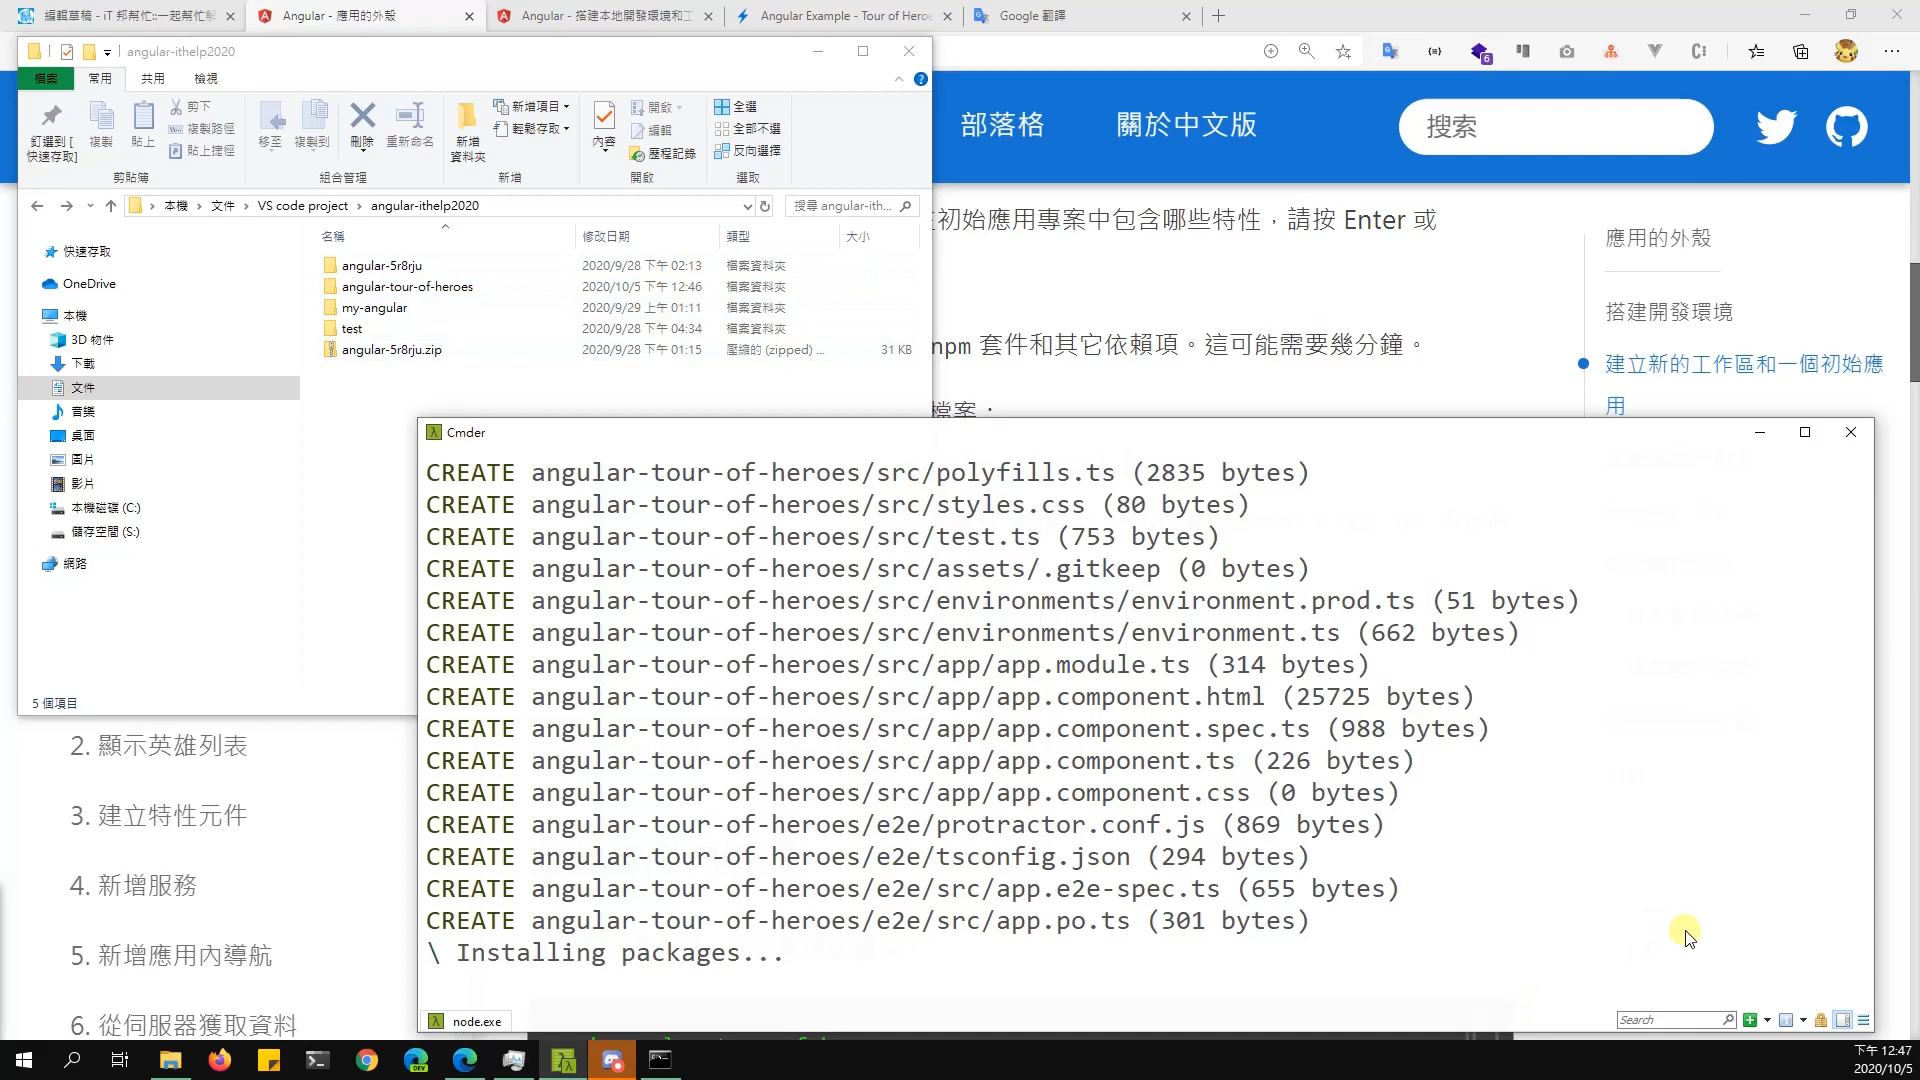 編輯草稿 - iT 邦幫忙::一起幫忙解
Angular - 應用的外殼
Angular - 搭建本地開發環境和工
Angular Example - Tour of Heroe
Google 翻譯
angular-ithelp2020
檔案
常用
共用
檢視
釘選到 [
快速存取]
複製
貼上
剪下
複製路徑
貼上捷徑
剪貼簿
移至
複製到
刪除
重新命名
組合管理
新增
資料夾
新增項目
輕鬆存取
新增
內容
開啟
編輯
歷程記錄
開啟
全選
全部不選
反向選擇
選取
本機 > 文件 > VS code project > angular-ithelp2020
搜尋 angular-ith...
名稱
修改日期
類型
大小
快速存取
OneDrive
本機
3D 物件
下載
文件
音樂
桌面
圖片
影片
本機磁碟 (C:)
儲存空間 (S:)
網路
angular-5r8rju 2020/9/28 下午 02:13 檔案資料夾
angular-tour-of-heroes 2020/10/5 下午 12:46 檔案資料夾
my-angular 2020/9/29 上午 01:11 檔案資料夾
test 2020/9/28 下午 04:34 檔案資料夾
angular-5r8rju.zip 2020/9/28 下午 01:15 壓縮的 (zipped) ... 31 KB
5 個項目
部落格
關於中文版
搜索
6
初始應用專案中包含哪些特性，請按 Enter 或
npm 套件和其它依賴項。這可能需要幾分鐘。
檔案：
應用的外殼
搭建開發環境
建立新的工作區和一個初始應
用
2. 顯示英雄列表
3. 建立特性元件
4. 新增服務
5. 新增應用內導航
6. 從伺服器獲取資料
Cmder
CREATE angular-tour-of-heroes/src/polyfills.ts (2835 bytes)
CREATE angular-tour-of-heroes/src/styles.css (80 bytes)
CREATE angular-tour-of-heroes/src/test.ts (753 bytes)
CREATE angular-tour-of-heroes/src/assets/.gitkeep (0 bytes)
CREATE angular-tour-of-heroes/src/environments/environment.prod.ts (51 bytes)
CREATE angular-tour-of-heroes/src/environments/environment.ts (662 bytes)
CREATE angular-tour-of-heroes/src/app/app.module.ts (314 bytes)
CREATE angular-tour-of-heroes/src/app/app.component.html (25725 bytes)
CREATE angular-tour-of-heroes/src/app/app.component.spec.ts (988 bytes)
CREATE angular-tour-of-heroes/src/app/app.component.ts (226 bytes)
CREATE angular-tour-of-heroes/src/app/app.component.css (0 bytes)
CREATE angular-tour-of-heroes/e2e/protractor.conf.js (869 bytes)
CREATE angular-tour-of-heroes/e2e/tsconfig.json (294 bytes)
CREATE angular-tour-of-heroes/e2e/src/app.e2e-spec.ts (655 bytes)
CREATE angular-tour-of-heroes/e2e/src/app.po.ts (301 bytes)
\ Installing packages...
node.exe
Search
DEV
下午 12:47
2020/10/5